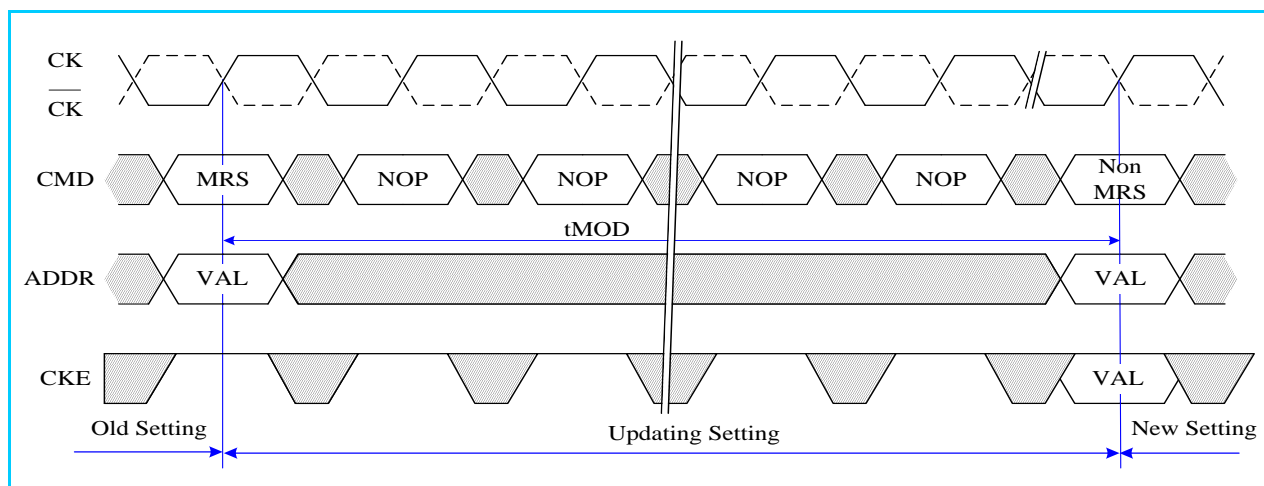 CK
CK
CMD MRS NOP NOP NOP NOP Non
MRS
tMOD
ADDR VAL VAL
CKE VAL
Old Setting Updating Setting New Setting